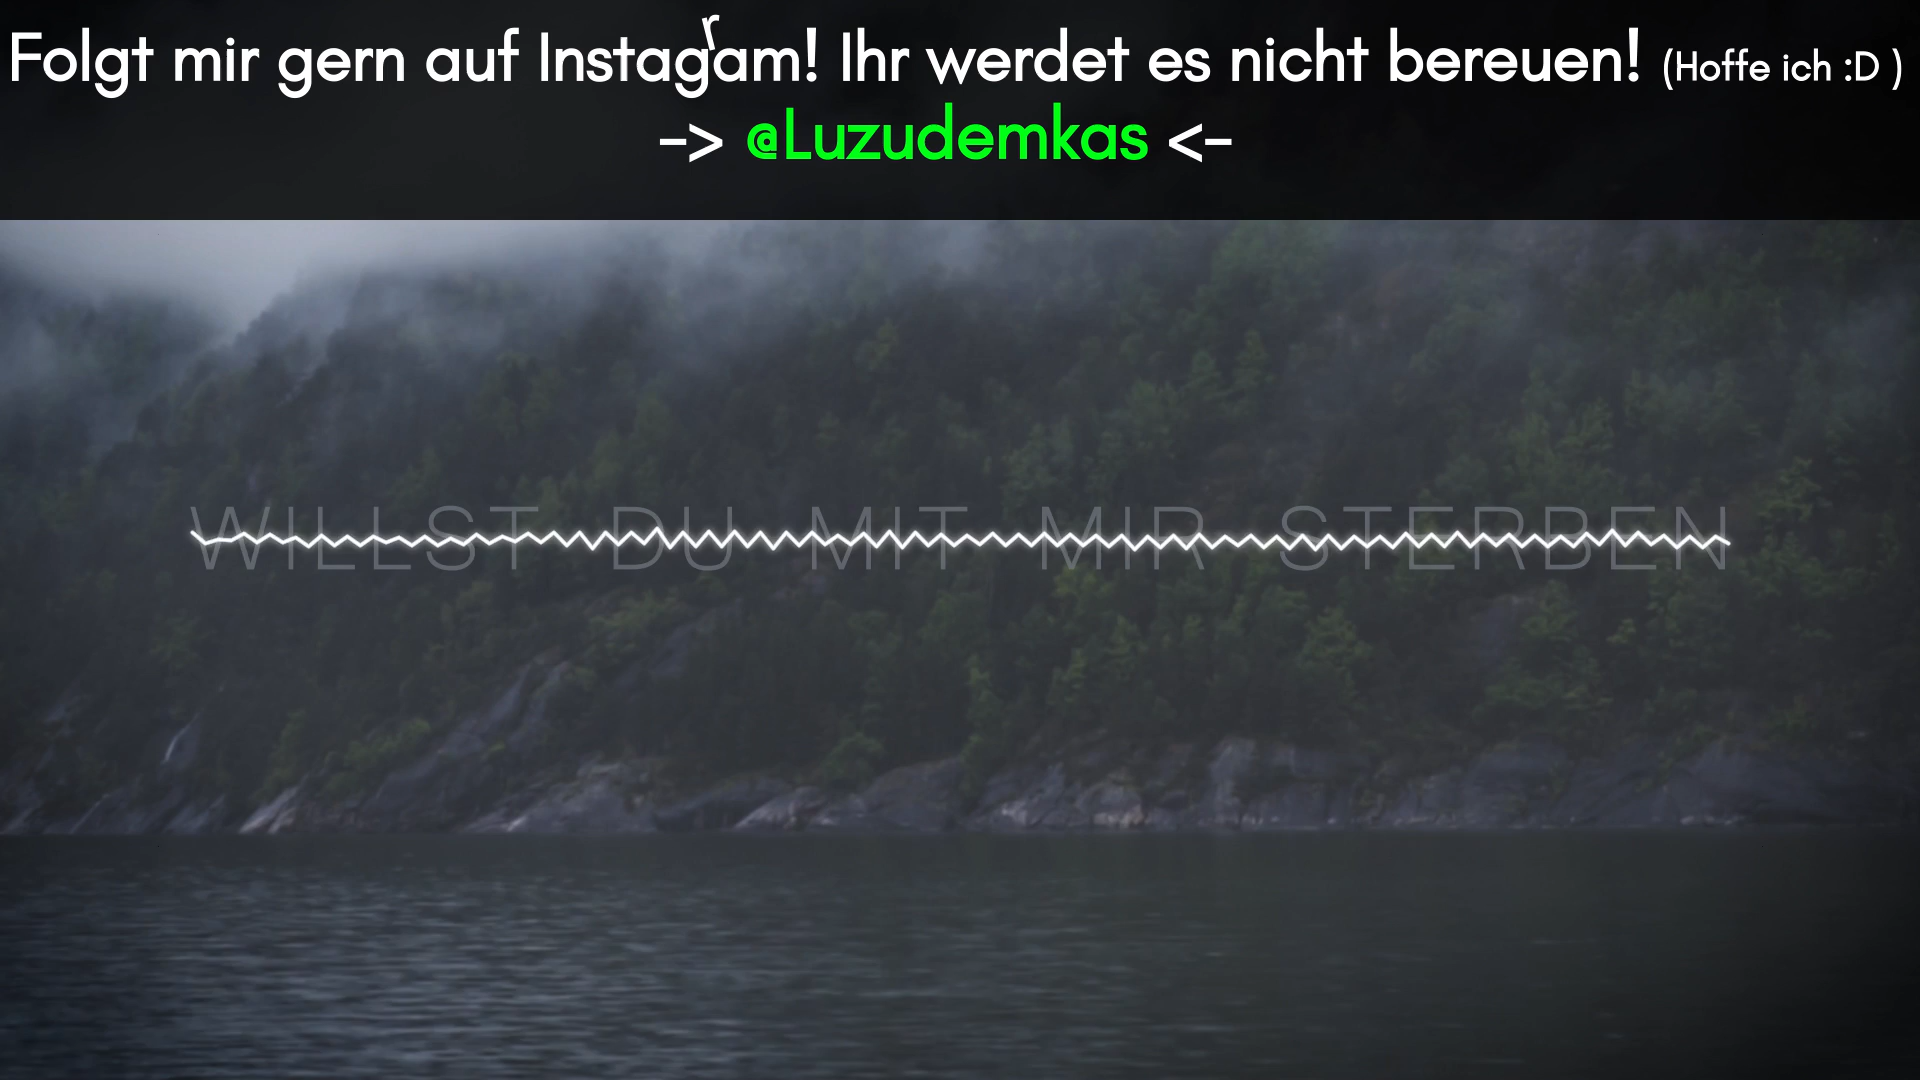 Folgt mir gern auf Instagram! Ihr werdet es nicht bereuen! (Hoffe ich :D )
-> @Luzudemkas <-
WILLST DU MIT MIR STERBEN